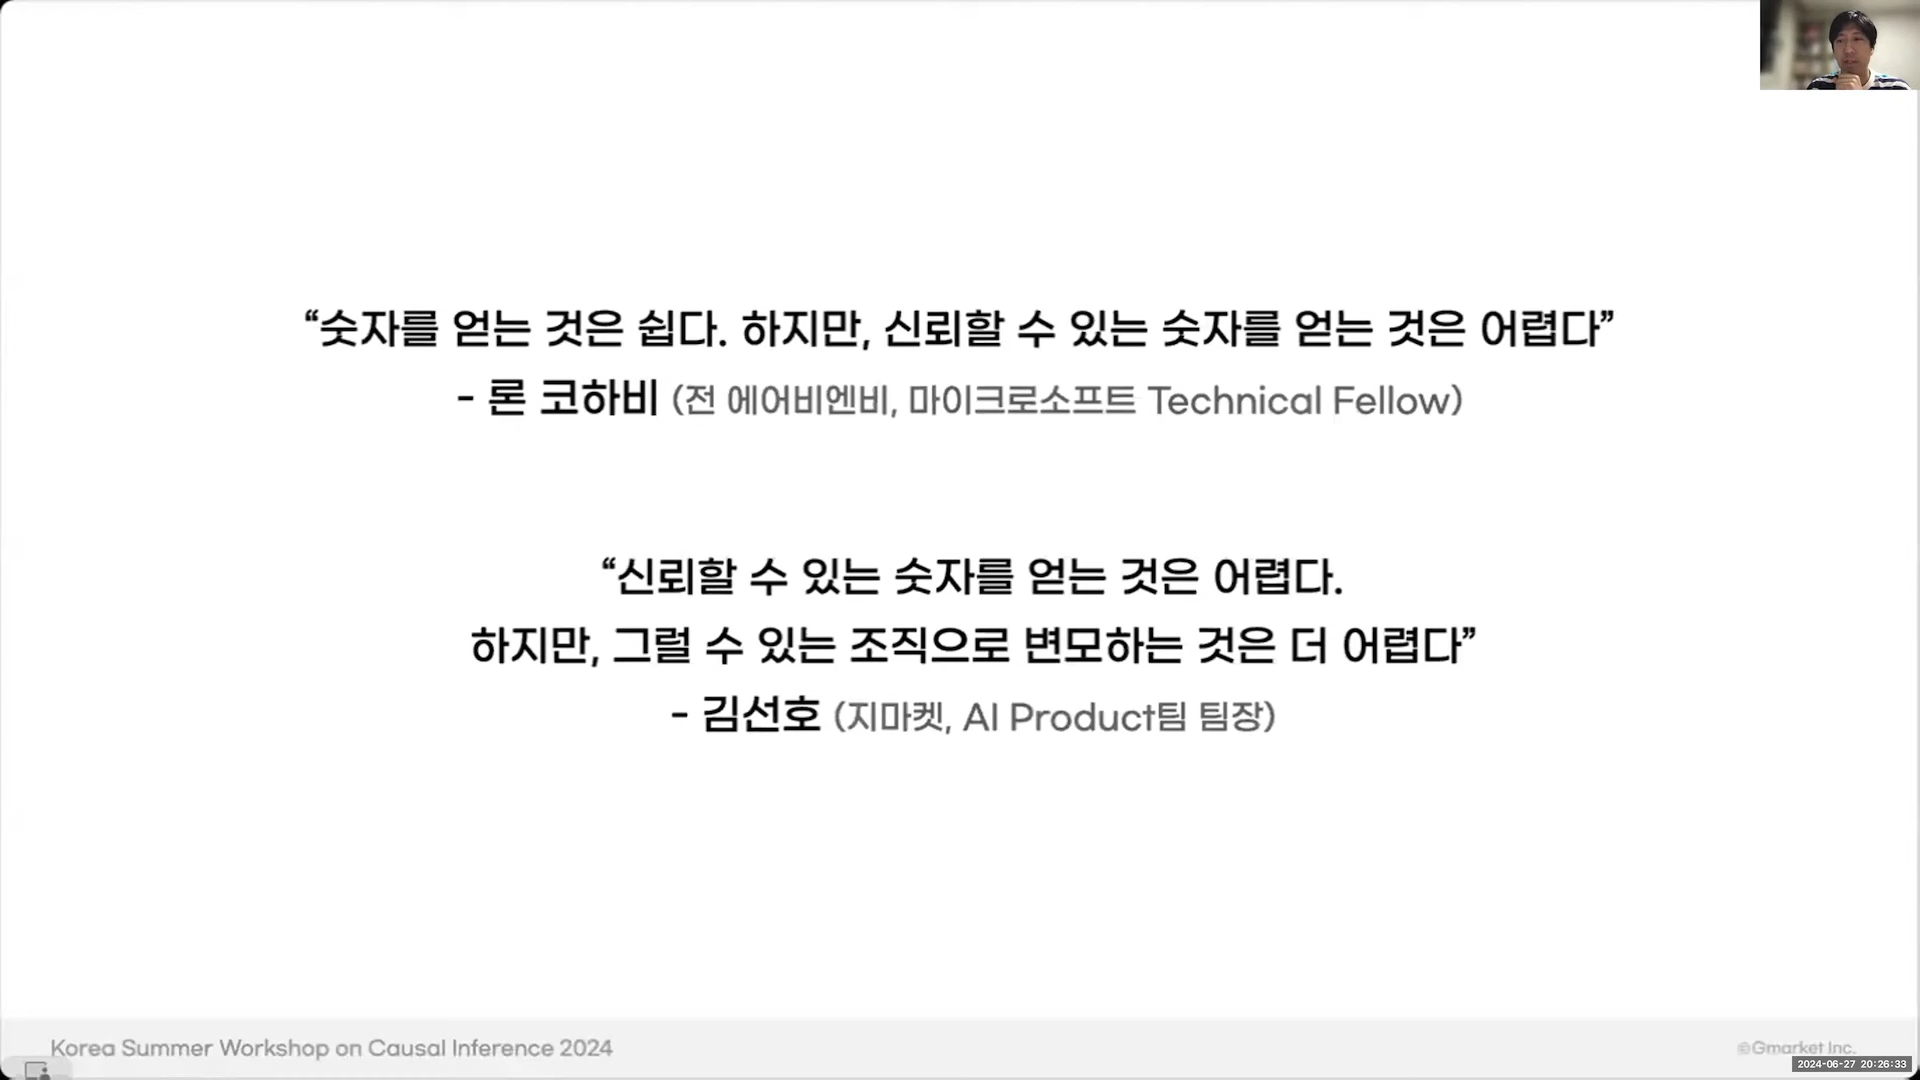 “숫자를 얻는 것은 쉽다. 하지만, 신뢰할 수 있는 숫자를 얻는 것은 어렵다”
- 론 코하비 (전 에어비엔비, 마이크로소프트 Technical Fellow)
“신뢰할 수 있는 숫자를 얻는 것은 어렵다.
하지만, 그럴 수 있는 조직으로 변모하는 것은 더 어렵다”
- 김선호 (지마켓, AI Product팀 팀장)
Korea Summer Workshop on Causal Inference 2024
©Gmarket Inc.
2024-06-27 20:26:33